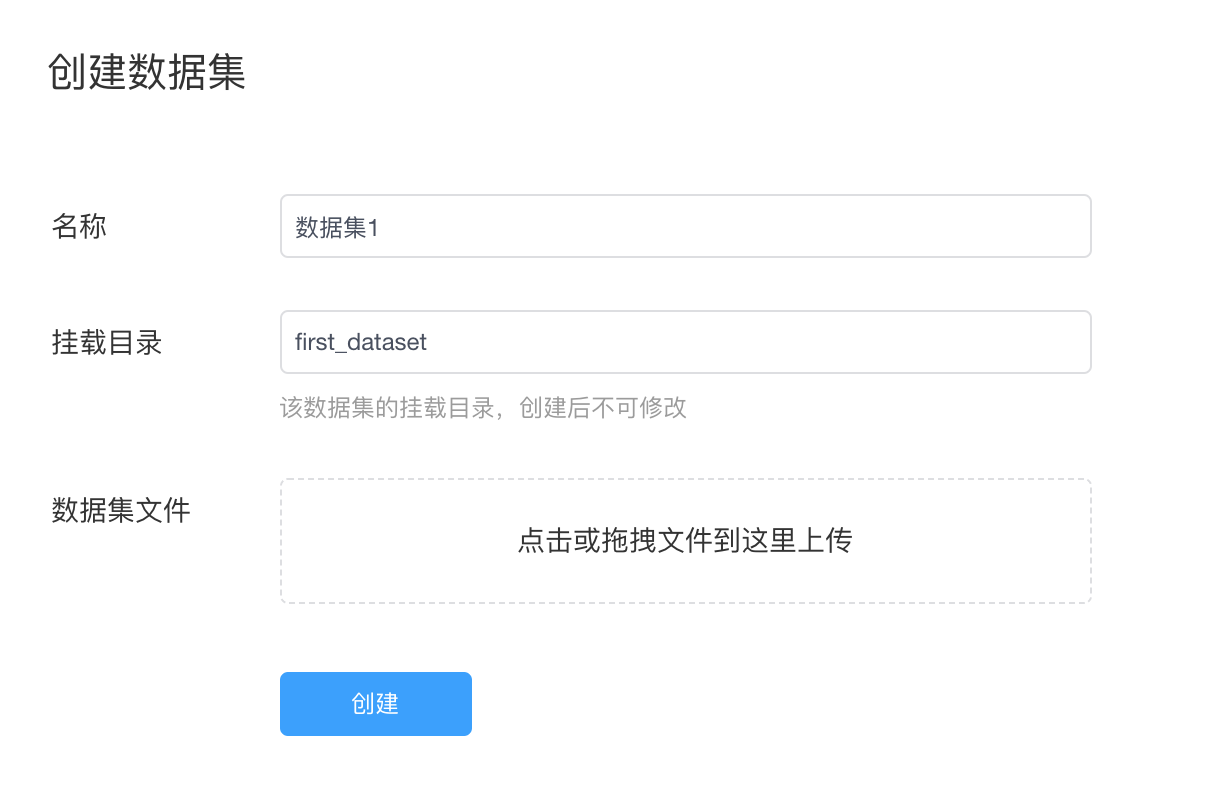 创建数据集
名称
数据集1
挂载目录
first_dataset
该数据集的挂载目录，创建后不可修改
数据集文件
点击或拖拽文件到这里上传
创建